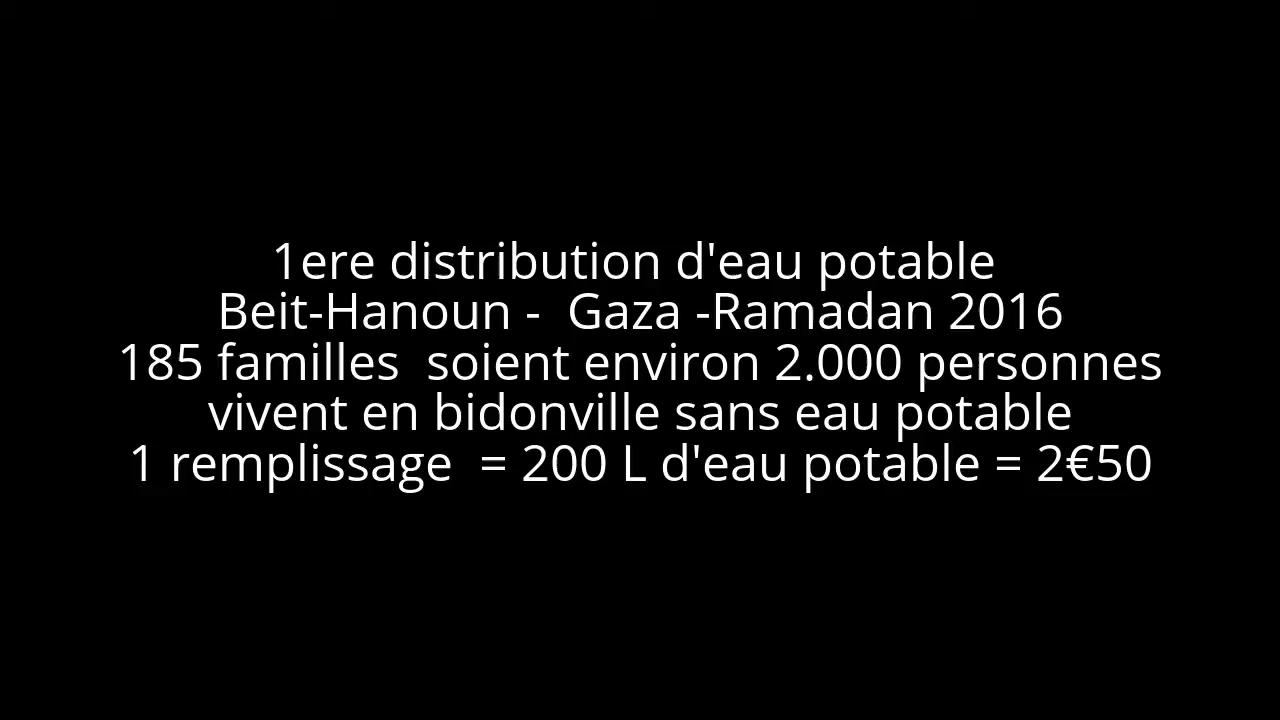 1ere distribution d'eau potable
Beit-Hanoun -  Gaza -Ramadan 2016
185 familles  soient environ 2.000 personnes
vivent en bidonville sans eau potable
1 remplissage  = 200 L d'eau potable = 2€50